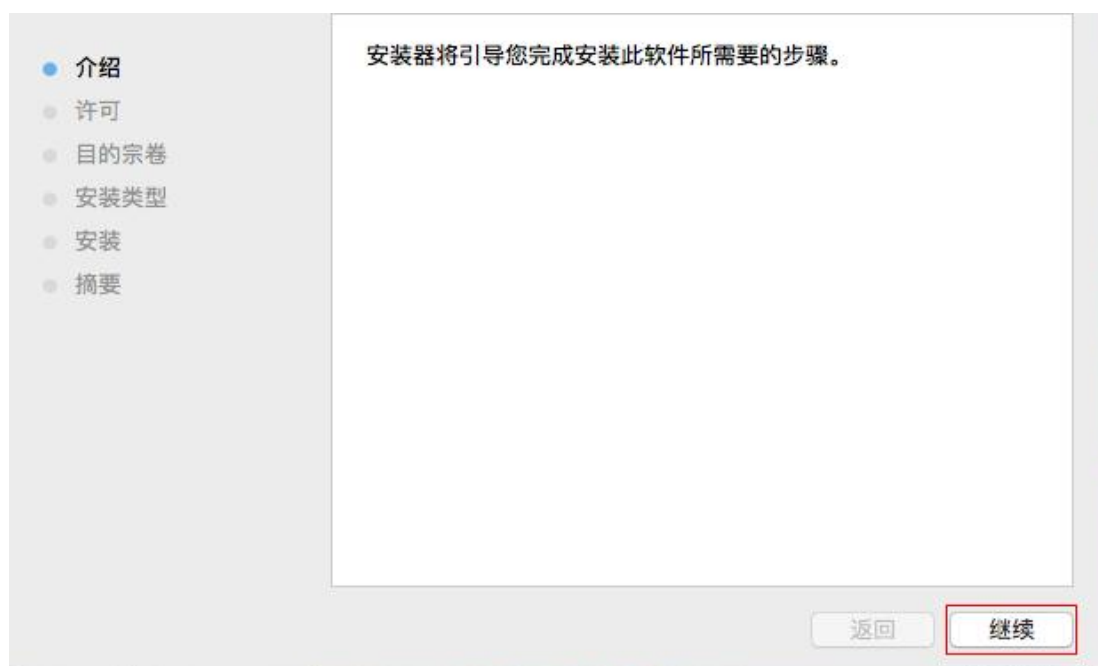 介绍
许可
目的宗卷
安装类型
安装
摘要
安装器将引导您完成安装此软件所需要的步骤。
返回
继续